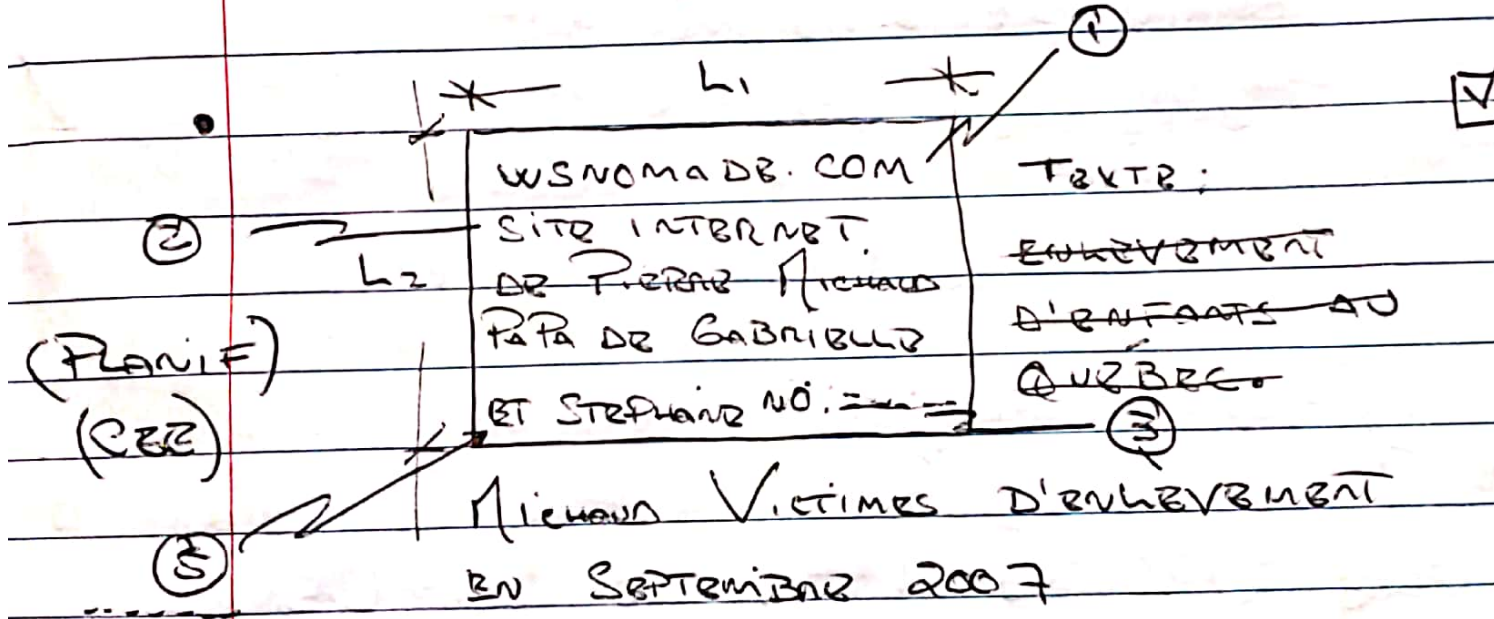 ①
L1
V
WSNOMADE.COM
TEXTE:
②
SITE INTERNET.
ENLEVEMENT
L2
DE PIERRE MICHAUD
D'ENFANTS AU
(PLANIF)
PAPA DE GABRIELLE
QUÉBEC.
(CEE)
ET STEPHANE NO.
③
MICHAUD VICTIMES D'ENLEVEMENT
⑤
EN SEPTEMBRE 2007